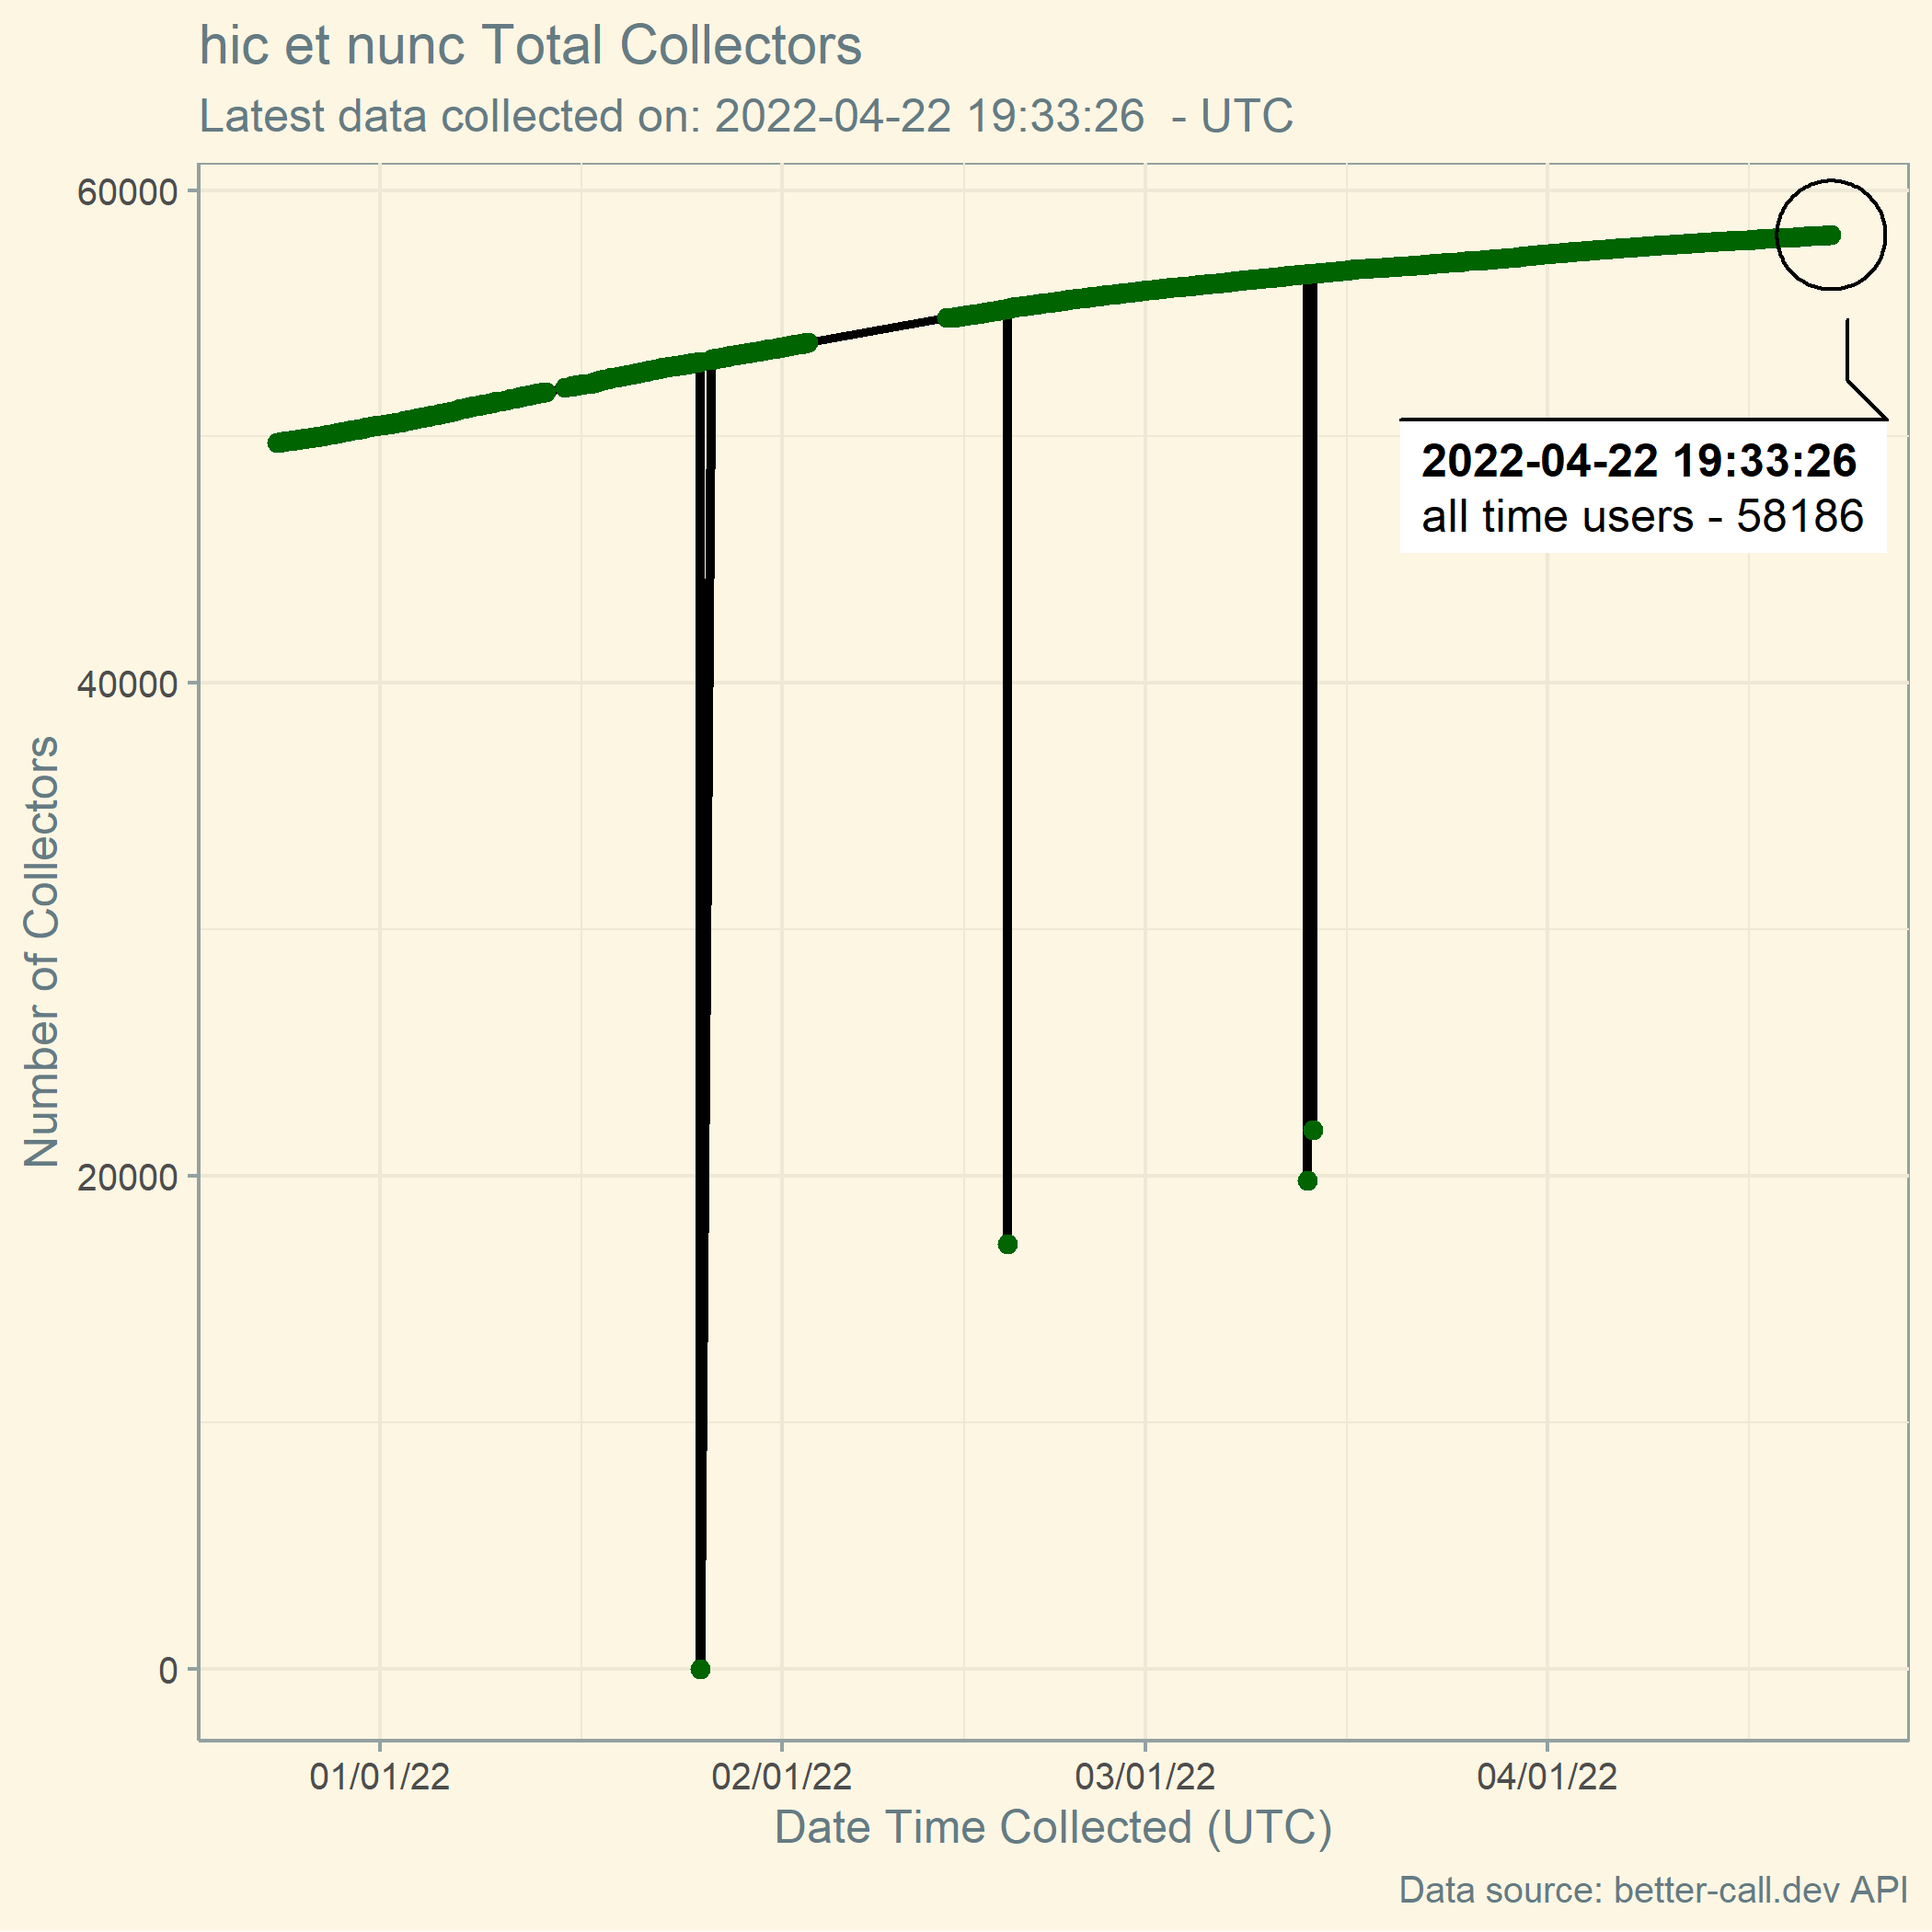 hic et nunc Total Collectors
Latest data collected on: 2022-04-22 19:33:26  - UTC
60000
40000
20000
0
Number of Collectors
2022-04-22 19:33:26
all time users - 58186
01/01/22
02/01/22
03/01/22
04/01/22
Date Time Collected (UTC)
Data source: better-call.dev API